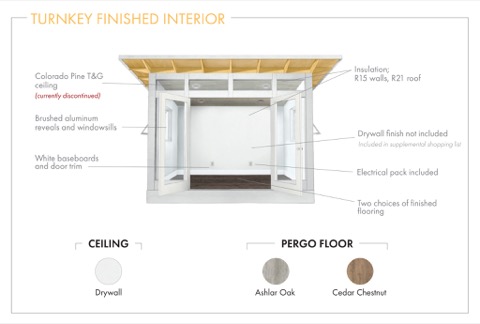 TURNKEY FINISHED INTERIOR
Colorado Pine T&G
ceiling
(currently discontinued)
Brushed aluminum
reveals and windowsills
White baseboards
and door trim
Insulation;
R15 walls, R21 roof
Drywall finish not included
Included in supplemental shopping list
Electrical pack included
Two choices of finished
flooring
CEILING
Drywall
PERGO FLOOR
Ashlar Oak
Cedar Chestnut